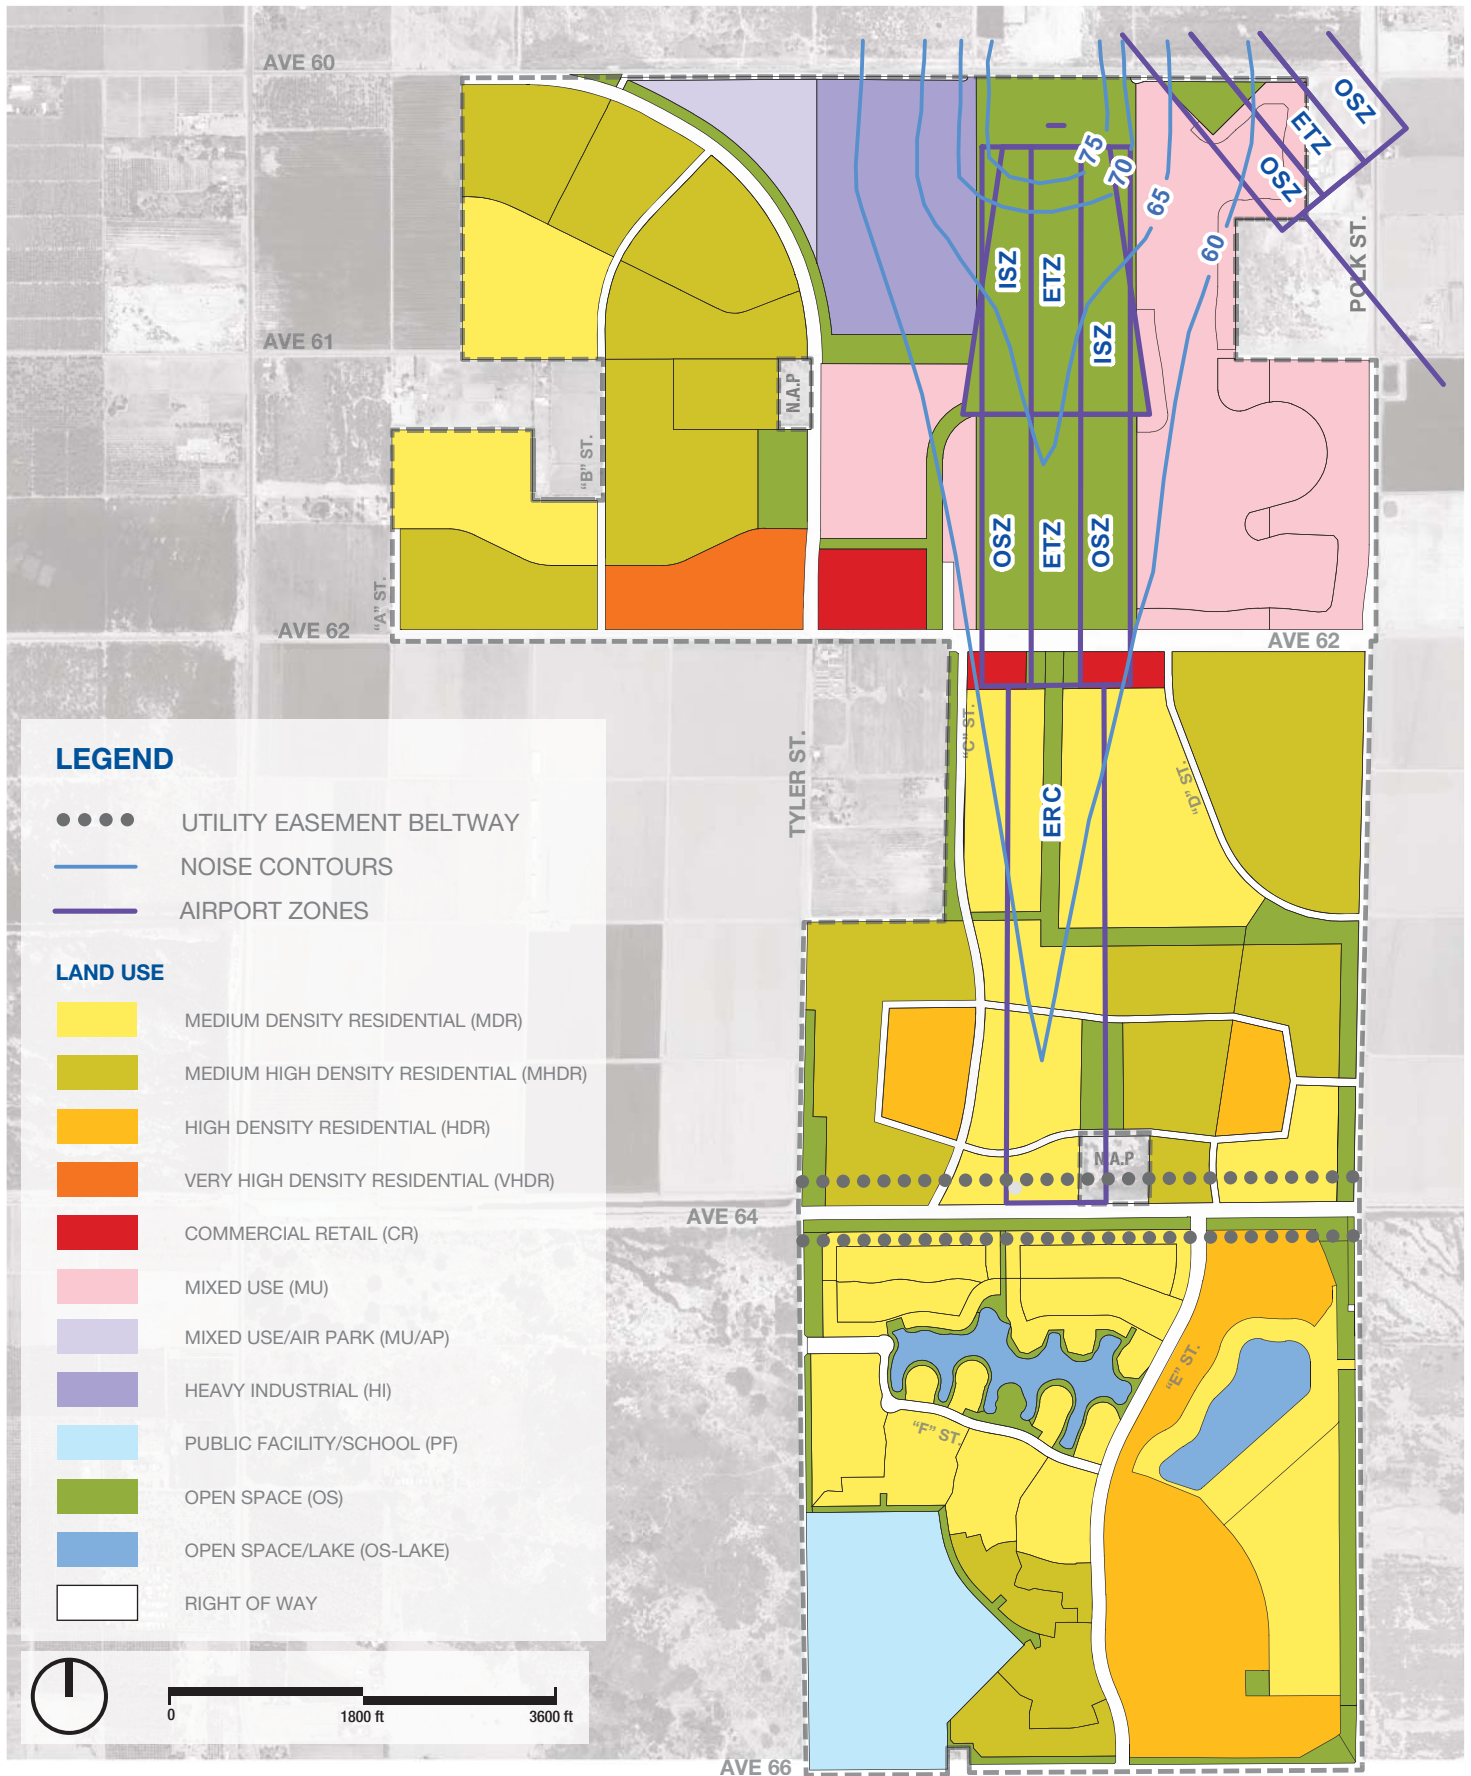 AVE 60
OSZ
ETZ
OSZ
75
70
65
60
POLK ST.
ISZ
ETZ
ISZ
AVE 61
N.A.P
"B" ST.
OSZ
ETZ
OSZ
"A" ST.
AVE 62
AVE 62
"C" ST.
TYLER ST.
"D" ST.
ERC
LEGEND
UTILITY EASEMENT BELTWAY
NOISE CONTOURS
AIRPORT ZONES
LAND USE
MEDIUM DENSITY RESIDENTIAL (MDR)
MEDIUM HIGH DENSITY RESIDENTIAL (MHDR)
HIGH DENSITY RESIDENTIAL (HDR)
VERY HIGH DENSITY RESIDENTIAL (VHDR)
COMMERCIAL RETAIL (CR)
MIXED USE (MU)
MIXED USE/AIR PARK (MU/AP)
HEAVY INDUSTRIAL (HI)
PUBLIC FACILITY/SCHOOL (PF)
OPEN SPACE (OS)
OPEN SPACE/LAKE (OS-LAKE)
RIGHT OF WAY
N.A.P
AVE 64
"E" ST.
"F" ST.
0
1800 ft
3600 ft
AVE 66